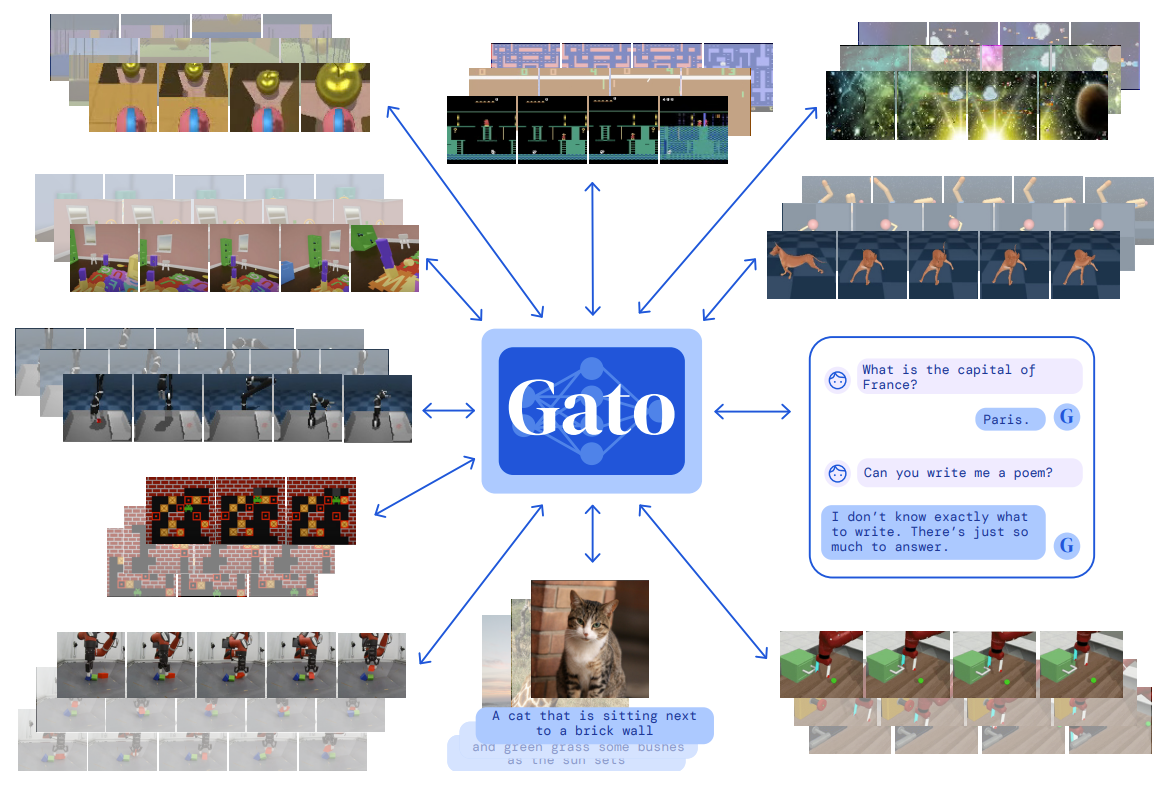 Gato
What is the capital of
France?
Paris.
G
Can you write me a poem?
I don't know exactly what
to write. There's just so
much to answer.
G
A cat that is sitting next
to a brick wall
and green grass some bushes
as the sun sets